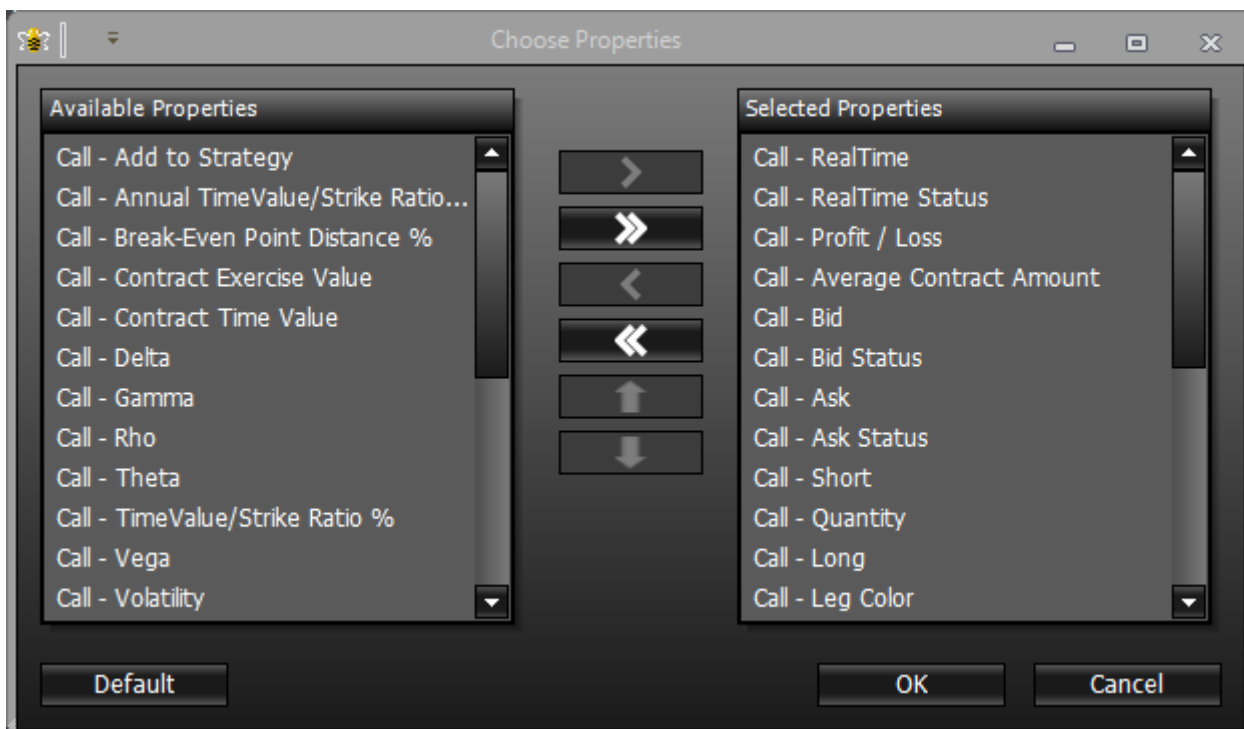 Choose Properties
Available Properties
Call - Add to Strategy
Call - Annual TimeValue/Strike Ratio...
Call - Break-Even Point Distance %
Call - Contract Exercise Value
Call - Contract Time Value
Call - Delta
Call - Gamma
Call - Rho
Call - Theta
Call - TimeValue/Strike Ratio %
Call - Vega
Call - Volatility
Selected Properties
Call - RealTime
Call - RealTime Status
Call - Profit / Loss
Call - Average Contract Amount
Call - Bid
Call - Bid Status
Call - Ask
Call - Ask Status
Call - Short
Call - Quantity
Call - Long
Call - Leg Color
Default
OK
Cancel